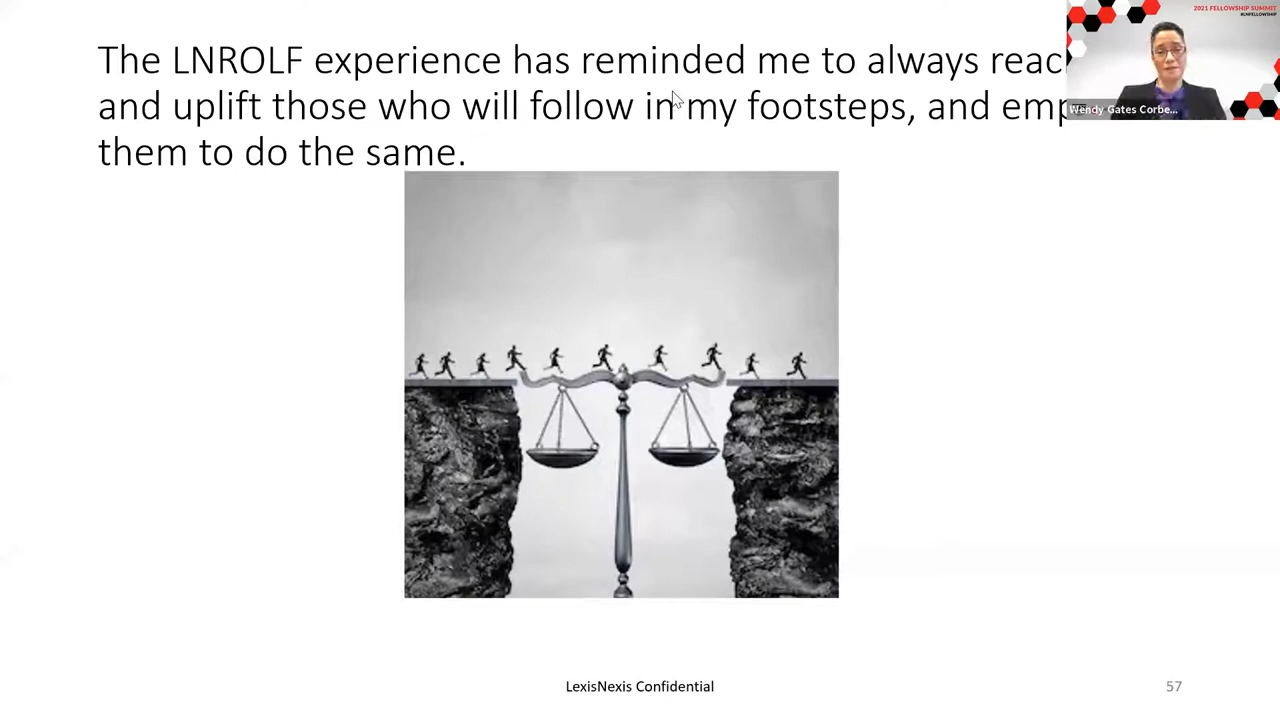 The LNROLF experience has reminded me to always reach
and uplift those who will follow in my footsteps, and emp
them to do the same.
2021 FELLOWSHIP SUMMIT
#LNFELLOWSHIP
Wendy Gates Corbe...
LexisNexis Confidential
57